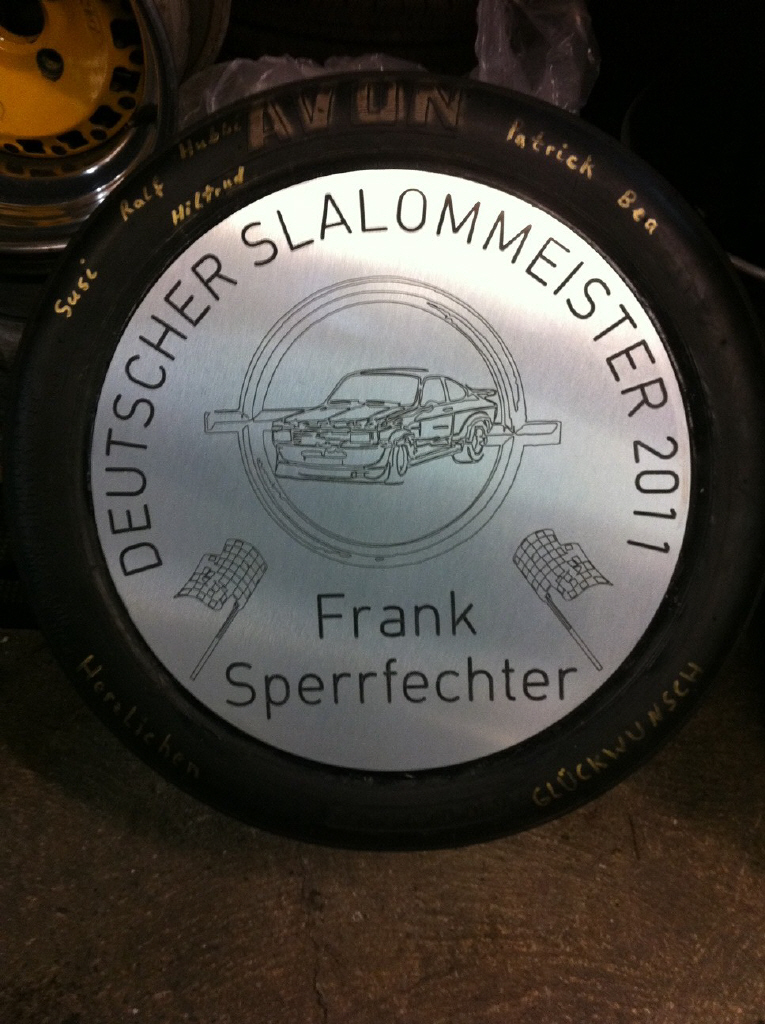 AVON
Susi
Ralf
Hubbi
Hiltrud
Patrick
Bea
DEUTSCHER SLALOMMEISTER 2011
Frank
Sperrfechter
Herzlichen
GLÜCKWUNSCH